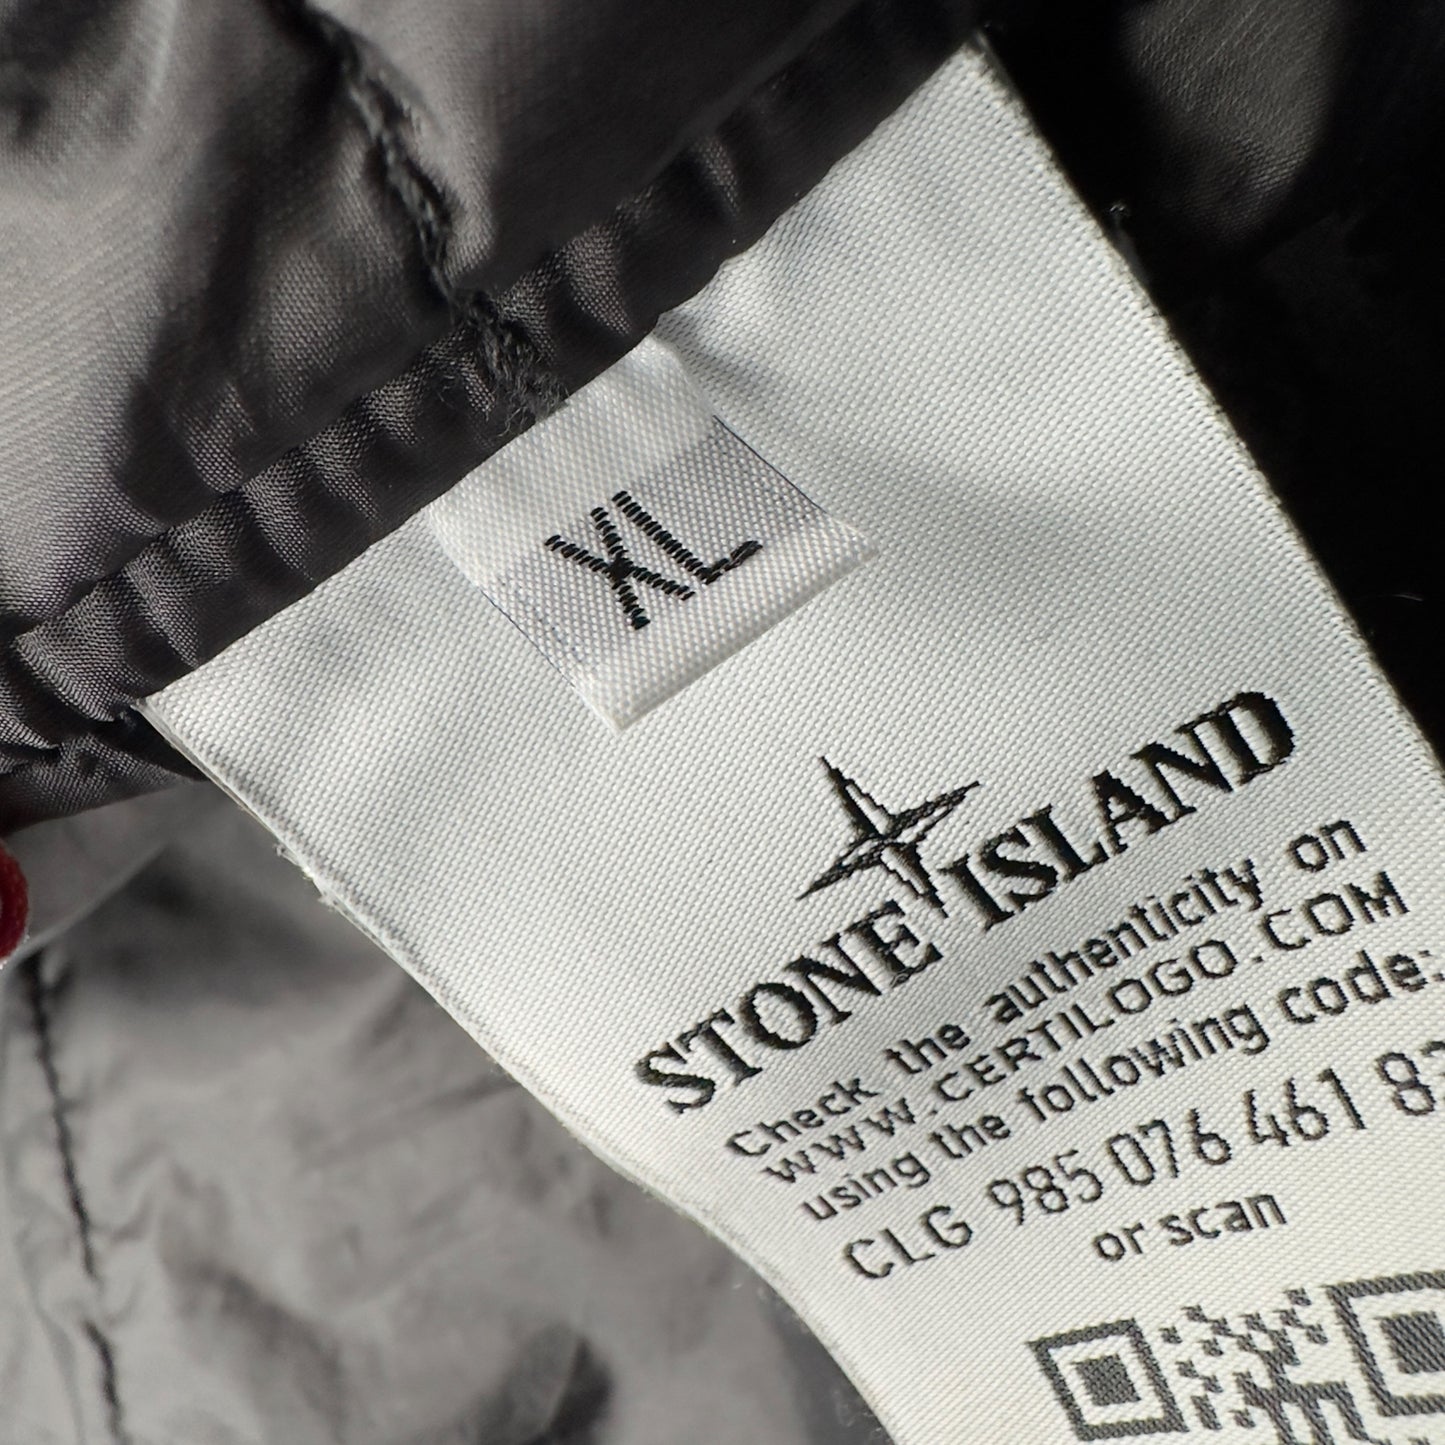 XL
STONE ISLAND
Check the authenticity on
WWW.CERTILOGO.COM
using the following code:
CLG 985 076 461 83
or scan